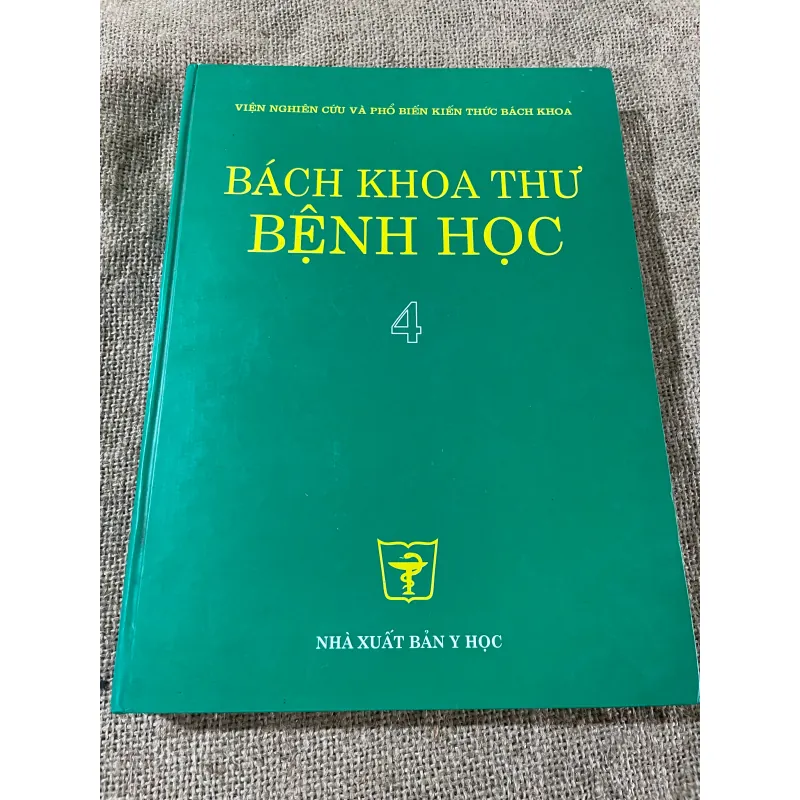 VIỆN NGHIÊN CỨU VÀ PHỔ BIẾN KIẾN THỨC BÁCH KHOA
BÁCH KHOA THƯ
BỆNH HỌC
4
NHÀ XUẤT BẢN Y HỌC